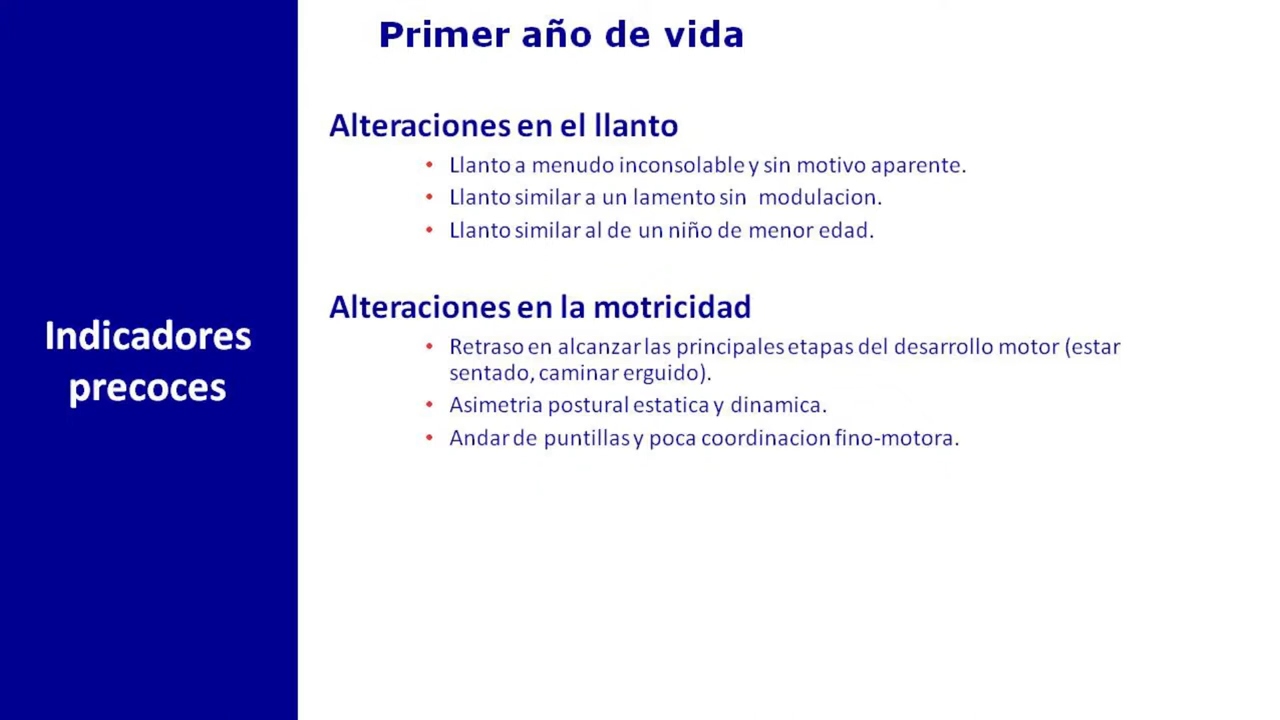 Primer año de vida
Alteraciones en el llanto
• Llanto a menudo inconsolable y sin motivo aparente.
• Llanto similar a un lamento sin modulacion.
• Llanto similar al de un niño de menor edad.
Indicadores
precoces
Alteraciones en la motricidad
• Retraso en alcanzar las principales etapas del desarrollo motor (estar
sentado, caminar erguido).
• Asimetria postural estatica y dinamica.
• Andar de puntillas y poca coordinacion fino-motora.